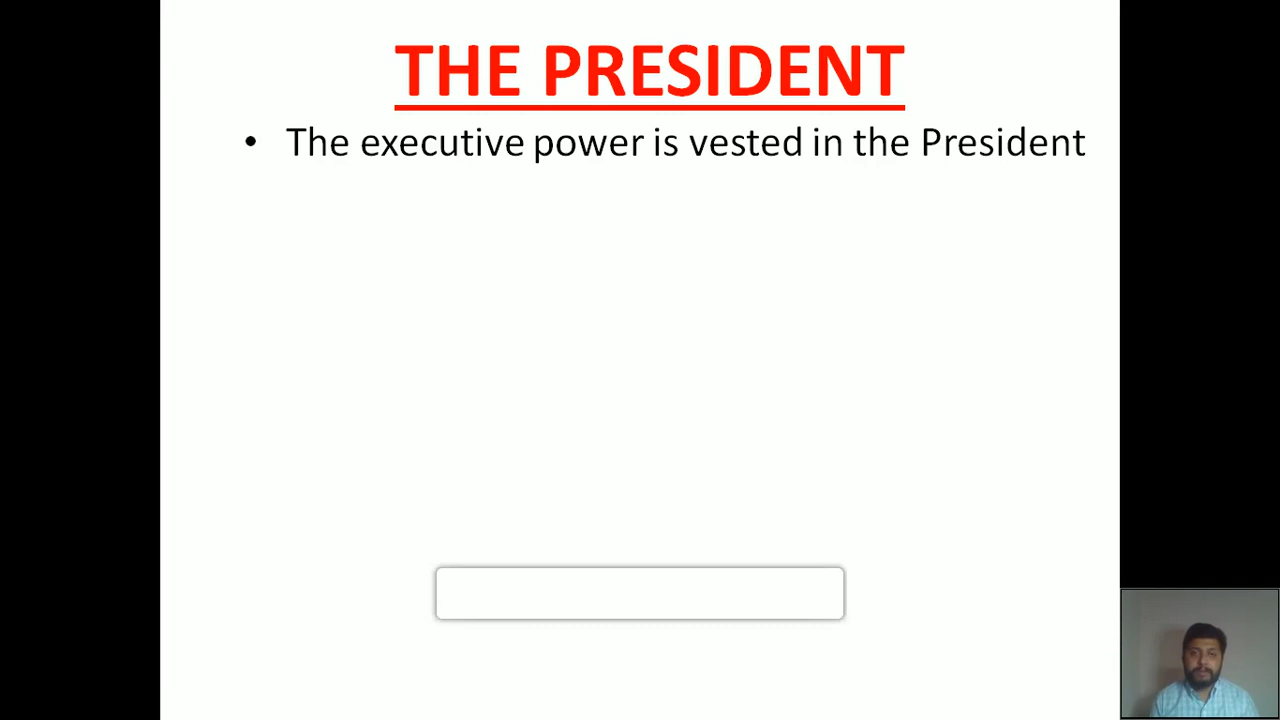 THE PRESIDENT
• The executive power is vested in the President